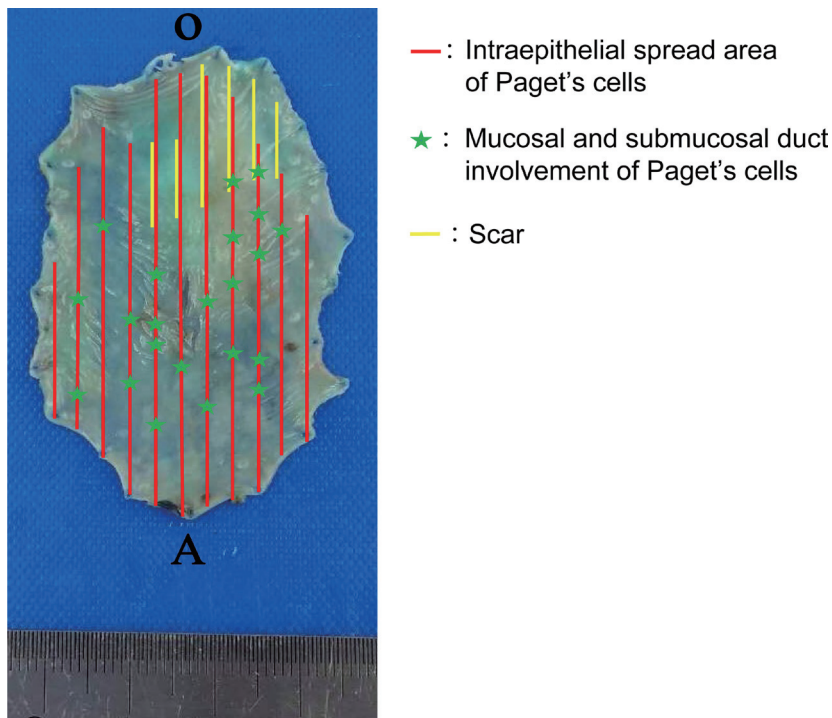 O
— : Intraepithelial spread area
of Paget's cells
★ : Mucosal and submucosal duct
involvement of Paget's cells
— : Scar
A